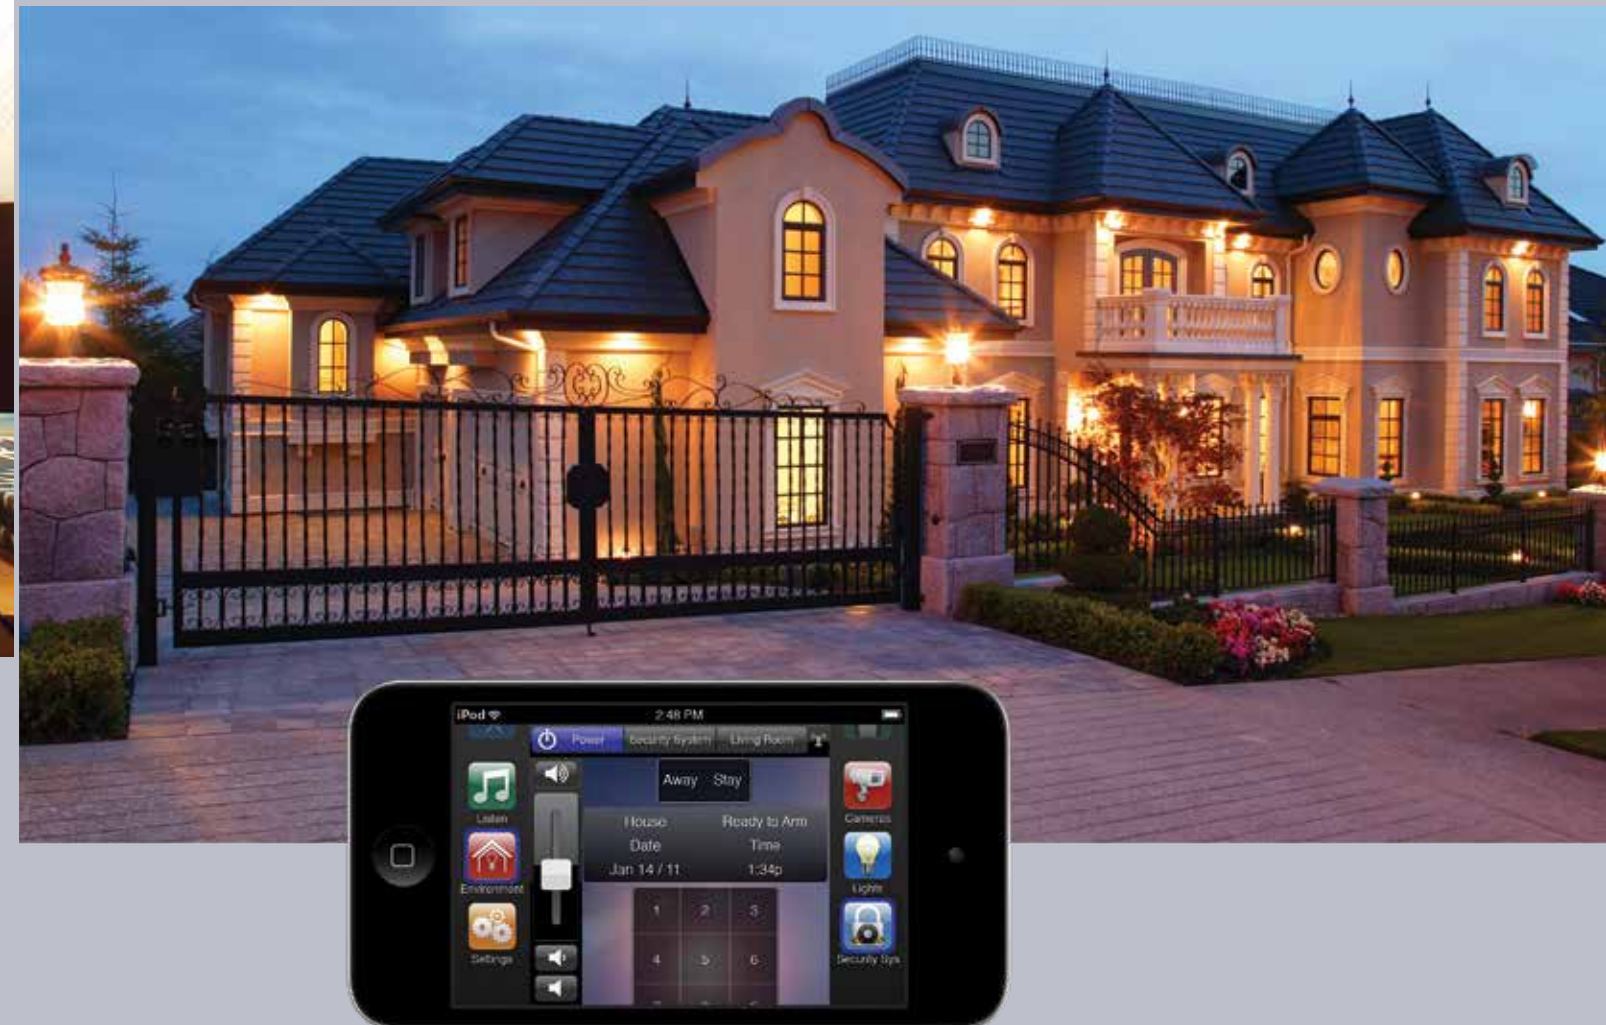 iPod 2:48 PM
Power Security System Living Room
Away Stay
Listen
House Ready to Arm
Cameras
Date Time
Jan 14 / 11 1:34p
Environment
Lights
1 2 3
Settings
4 5 6
Security Sys